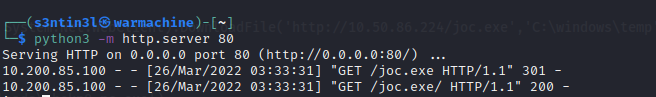 ┌──(s3ntin3l㉿warmachine)-[~]
└─$ python3 -m http.server 80
Serving HTTP on 0.0.0.0 port 80 (http://0.0.0.0:80/) ...
10.200.85.100 - - [26/Mar/2022 03:33:31] "GET /joc.exe HTTP/1.1" 301 -
10.200.85.100 - - [26/Mar/2022 03:33:31] "GET /joc.exe/ HTTP/1.1" 200 -